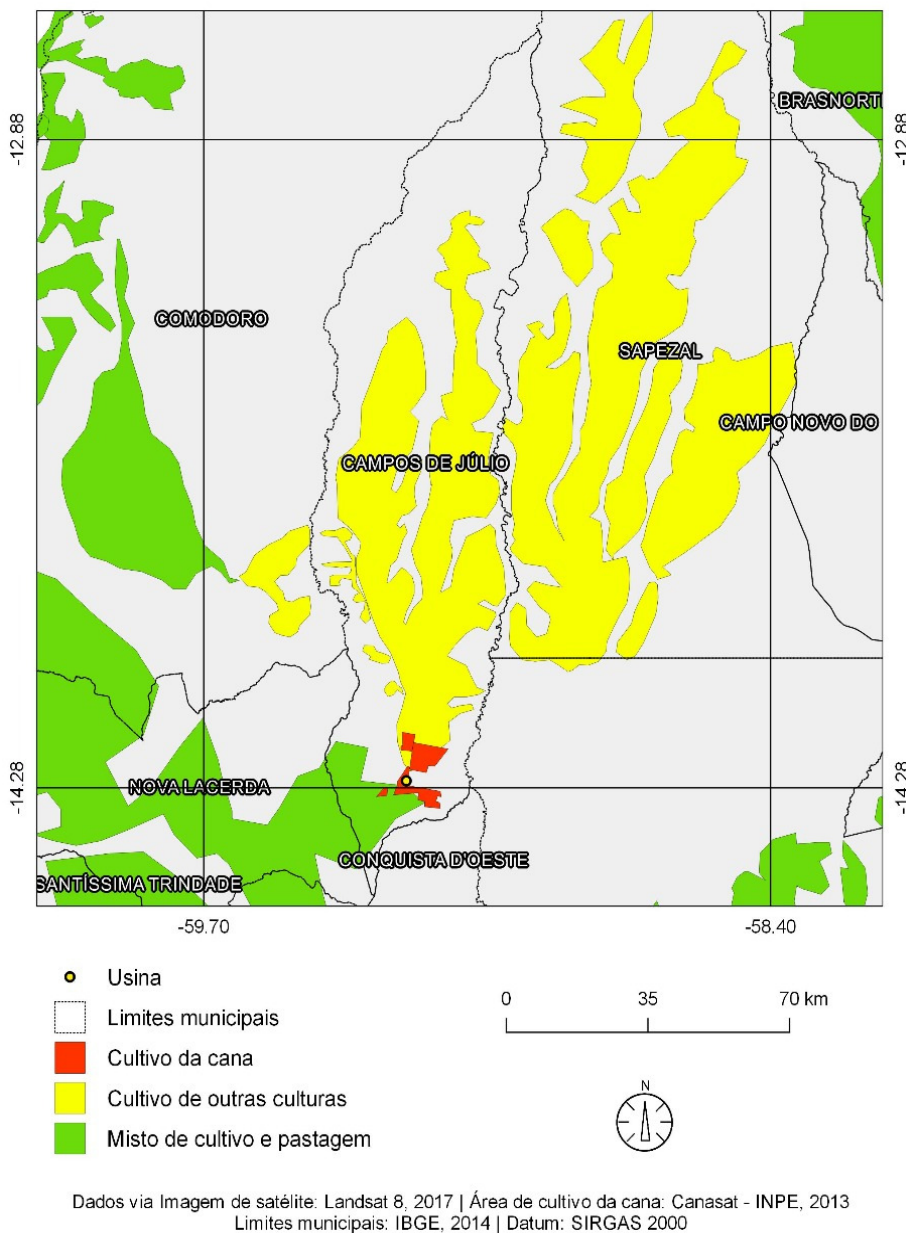 BRASNORTE
-12.88
-12.88
COMODORO
SAPEZAL
CAMPO NOVO DO
CAMPOS DE JÚLIO
-14.28
NOVA LACERDA
-14.28
CONQUISTA D'OESTE
SANTÍSSIMA TRINDADE
-59.70
-58.40
Usina
Limites municipais
Cultivo da cana
Cultivo de outras culturas
Misto de cultivo e pastagem
0 35 70 km
N
Dados via Imagem de satélite: Landsat 8, 2017 | Área de cultivo da cana: Canasat - INPE, 2013
Limites municipais: IBGE, 2014 | Datum: SIRGAS 2000